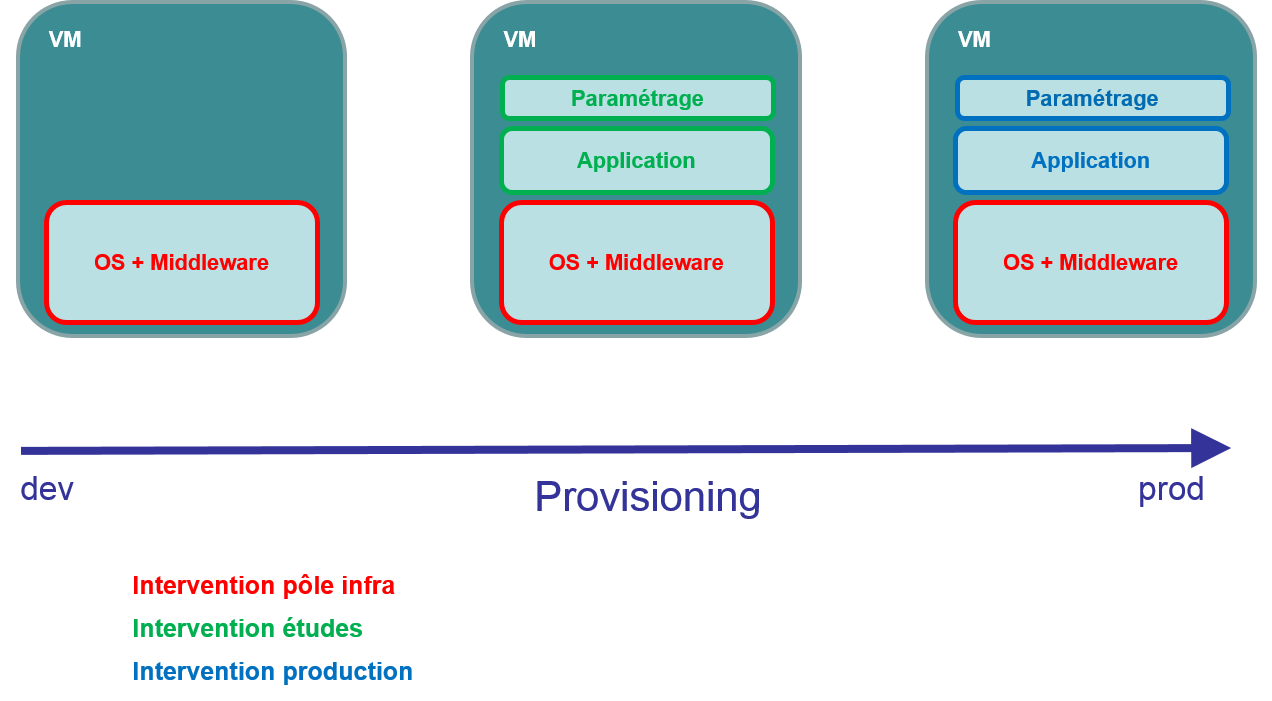 VM
VM
VM
Paramétrage
Paramétrage
Application
Application
OS + Middleware
OS + Middleware
OS + Middleware
dev
Provisioning
prod
Intervention pôle infra
Intervention études
Intervention production